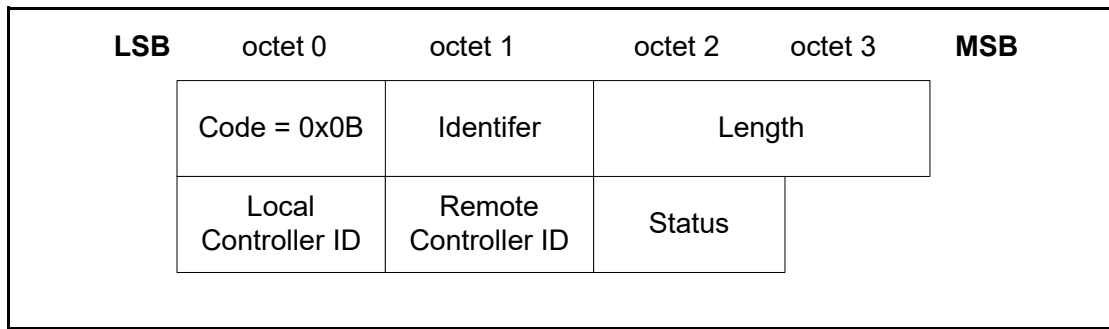 LSB octet 0 octet 1 octet 2 octet 3 MSB
Code = 0x0B Identifer Length
Local Remote Status
Controller ID Controller ID